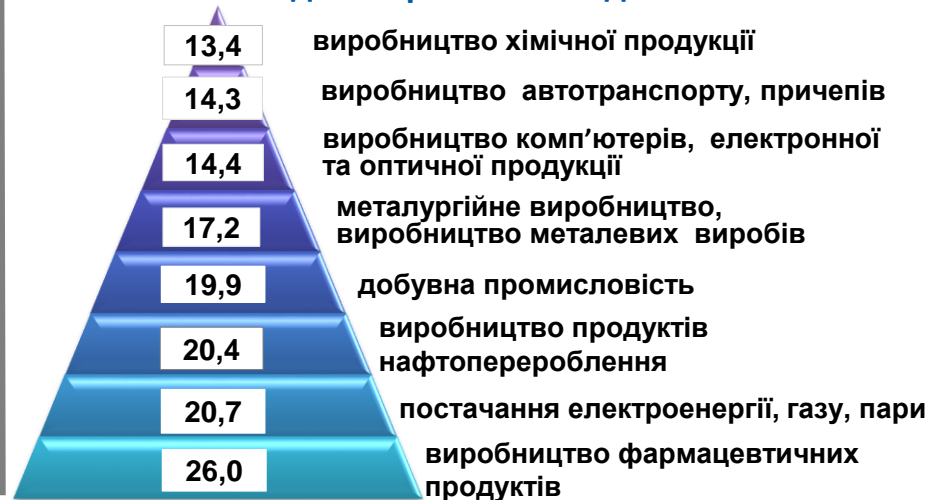 13,4 виробництво хімічної продукції
14,3 виробництво автотранспорту, причепів
14,4 виробництво комп’ютерів, електронної
та оптичної продукції
17,2 металургійне виробництво,
виробництво металевих виробів
19,9 добувна промисловість
20,4 виробництво продуктів
нафтоперероблення
20,7 постачання електроенергії, газу, пари
26,0 виробництво фармацевтичних
продуктів